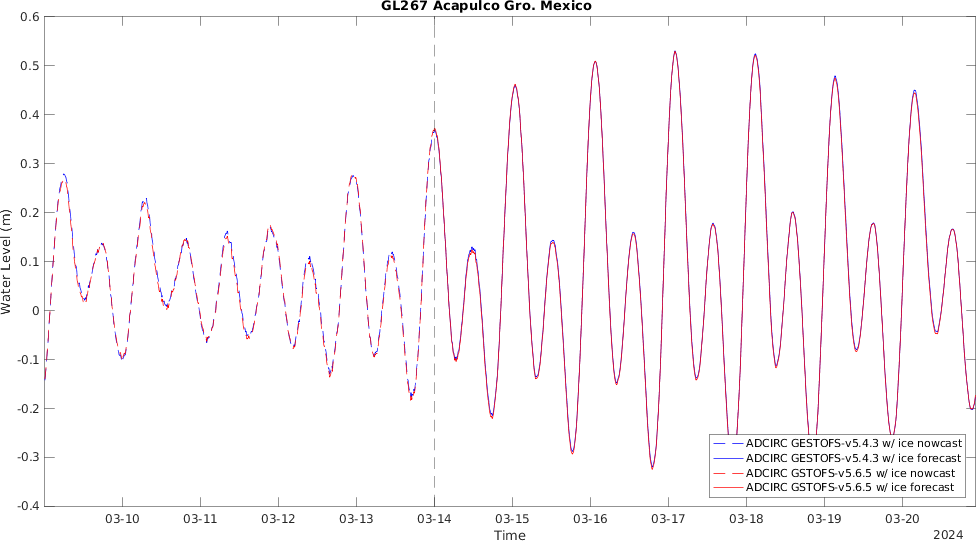 GL267 Acapulco Gro. Mexico
0.6
0.5
0.4
0.3
0.2
0.1
0
-0.1
-0.2
-0.3
-0.4
Water Level (m)
ADCIRC GESTOFS-v5.4.3 w/ ice nowcast
ADCIRC GESTOFS-v5.4.3 w/ ice forecast
ADCIRC GSTOFS-v5.6.5 w/ ice nowcast
ADCIRC GSTOFS-v5.6.5 w/ ice forecast
03-10 03-11 03-12 03-13 03-14 03-15 03-16 03-17 03-18 03-19 03-20
Time
2024